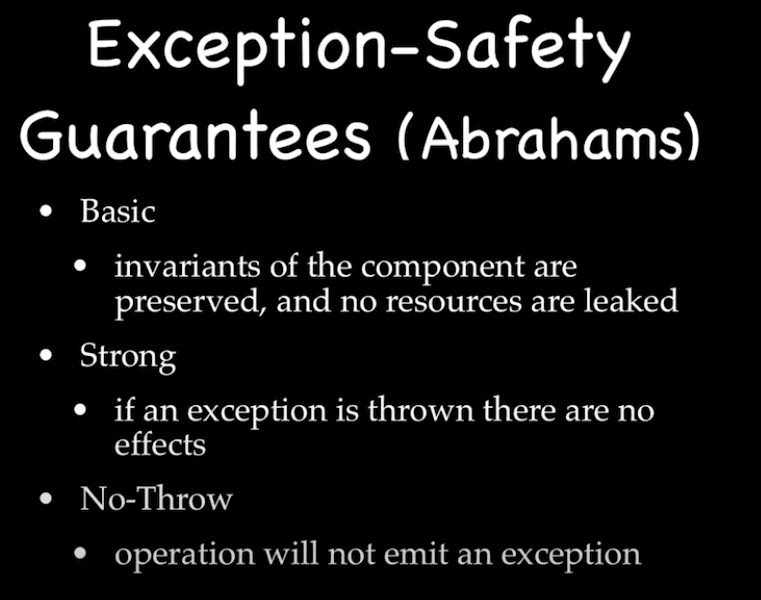 Exception-Safety
Guarantees (Abrahams)
• Basic
• invariants of the component are
preserved, and no resources are leaked
• Strong
• if an exception is thrown there are no
effects
• No-Throw
• operation will not emit an exception